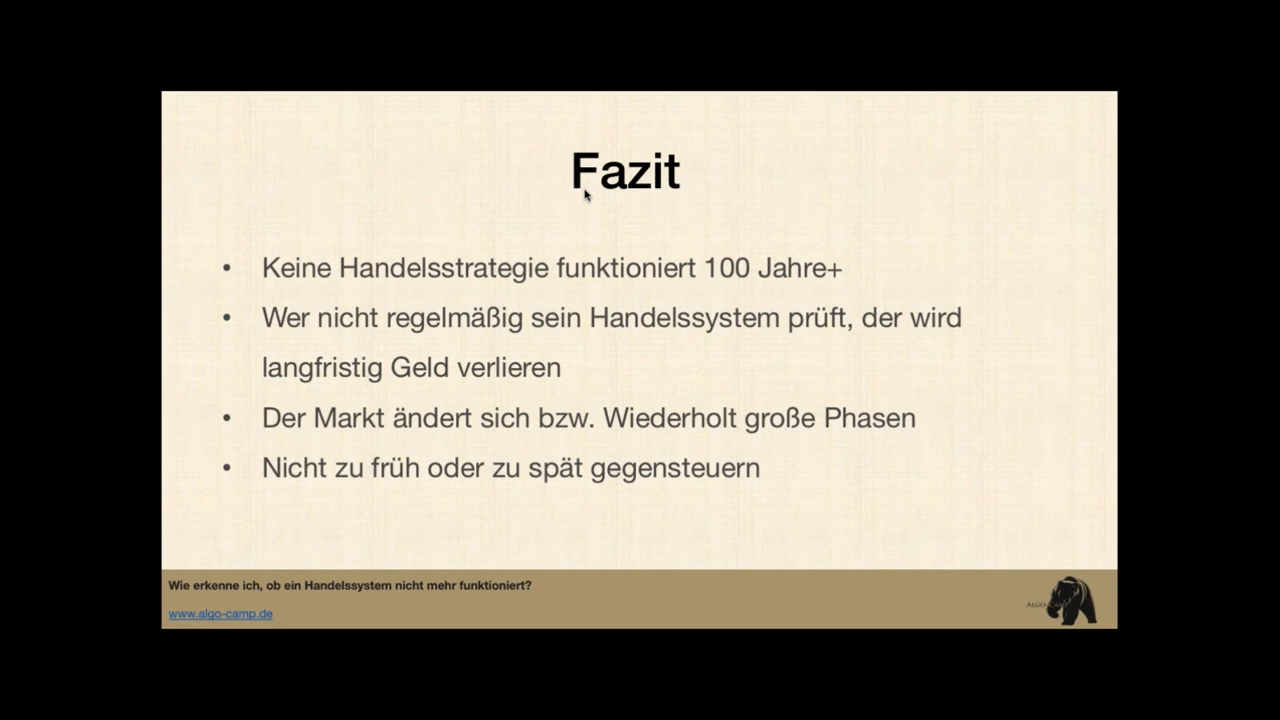 Fazit
• Keine Handelsstrategie funktioniert 100 Jahre+
• Wer nicht regelmäßig sein Handelssystem prüft, der wird
langfristig Geld verlieren
• Der Markt ändert sich bzw. Wiederholt große Phasen
• Nicht zu früh oder zu spät gegensteuern
Wie erkenne ich, ob ein Handelssystem nicht mehr funktioniert?
www.algo-camp.de